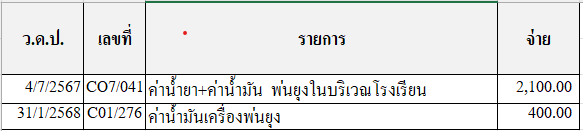 ว.ด.ป. เลขที่ รายการ จ่าย
4/7/2567 CO7/041 ค่าน้ำยา+ค่าน้ำมัน พ่นยุงในบริเวณโรงเรียน 2,100.00
31/1/2568 C01/276 ค่าน้ำมันเครื่องพ่นยุง 400.00